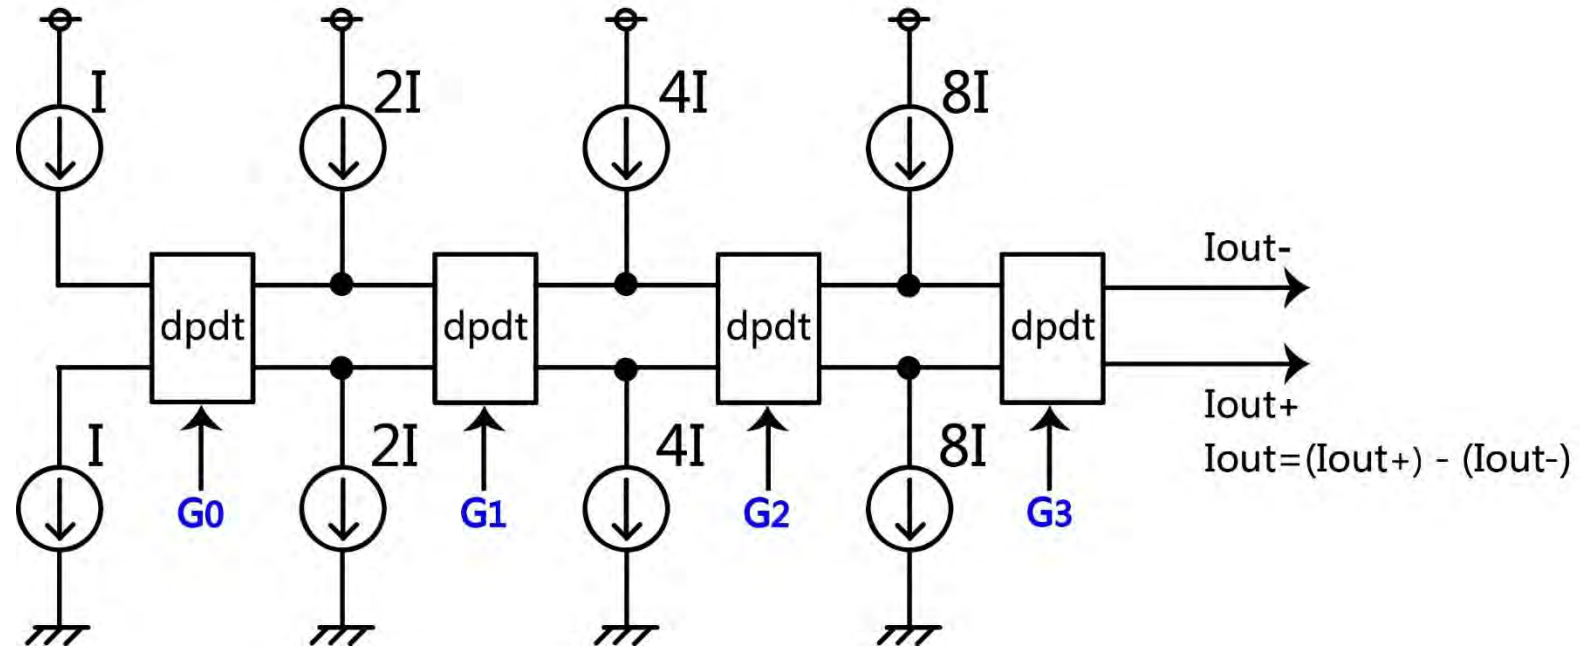 I 2I 4I 8I
Iout-
dpdt dpdt dpdt dpdt
Iout+
I 2I 4I 8I
Iout=(Iout+) - (Iout-)
G0 G1 G2 G3